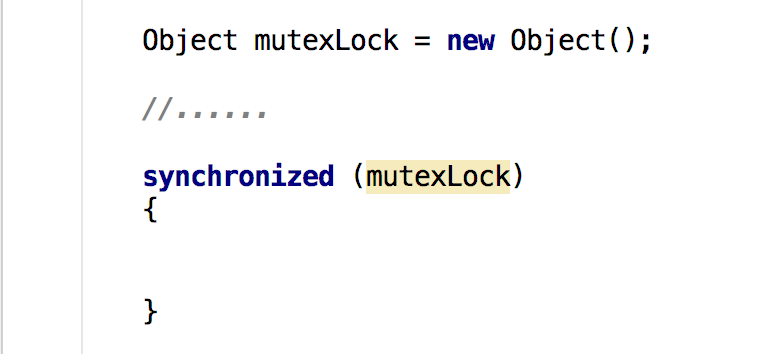 Object mutexLock = new Object();
//......
synchronized (mutexLock)
{
}